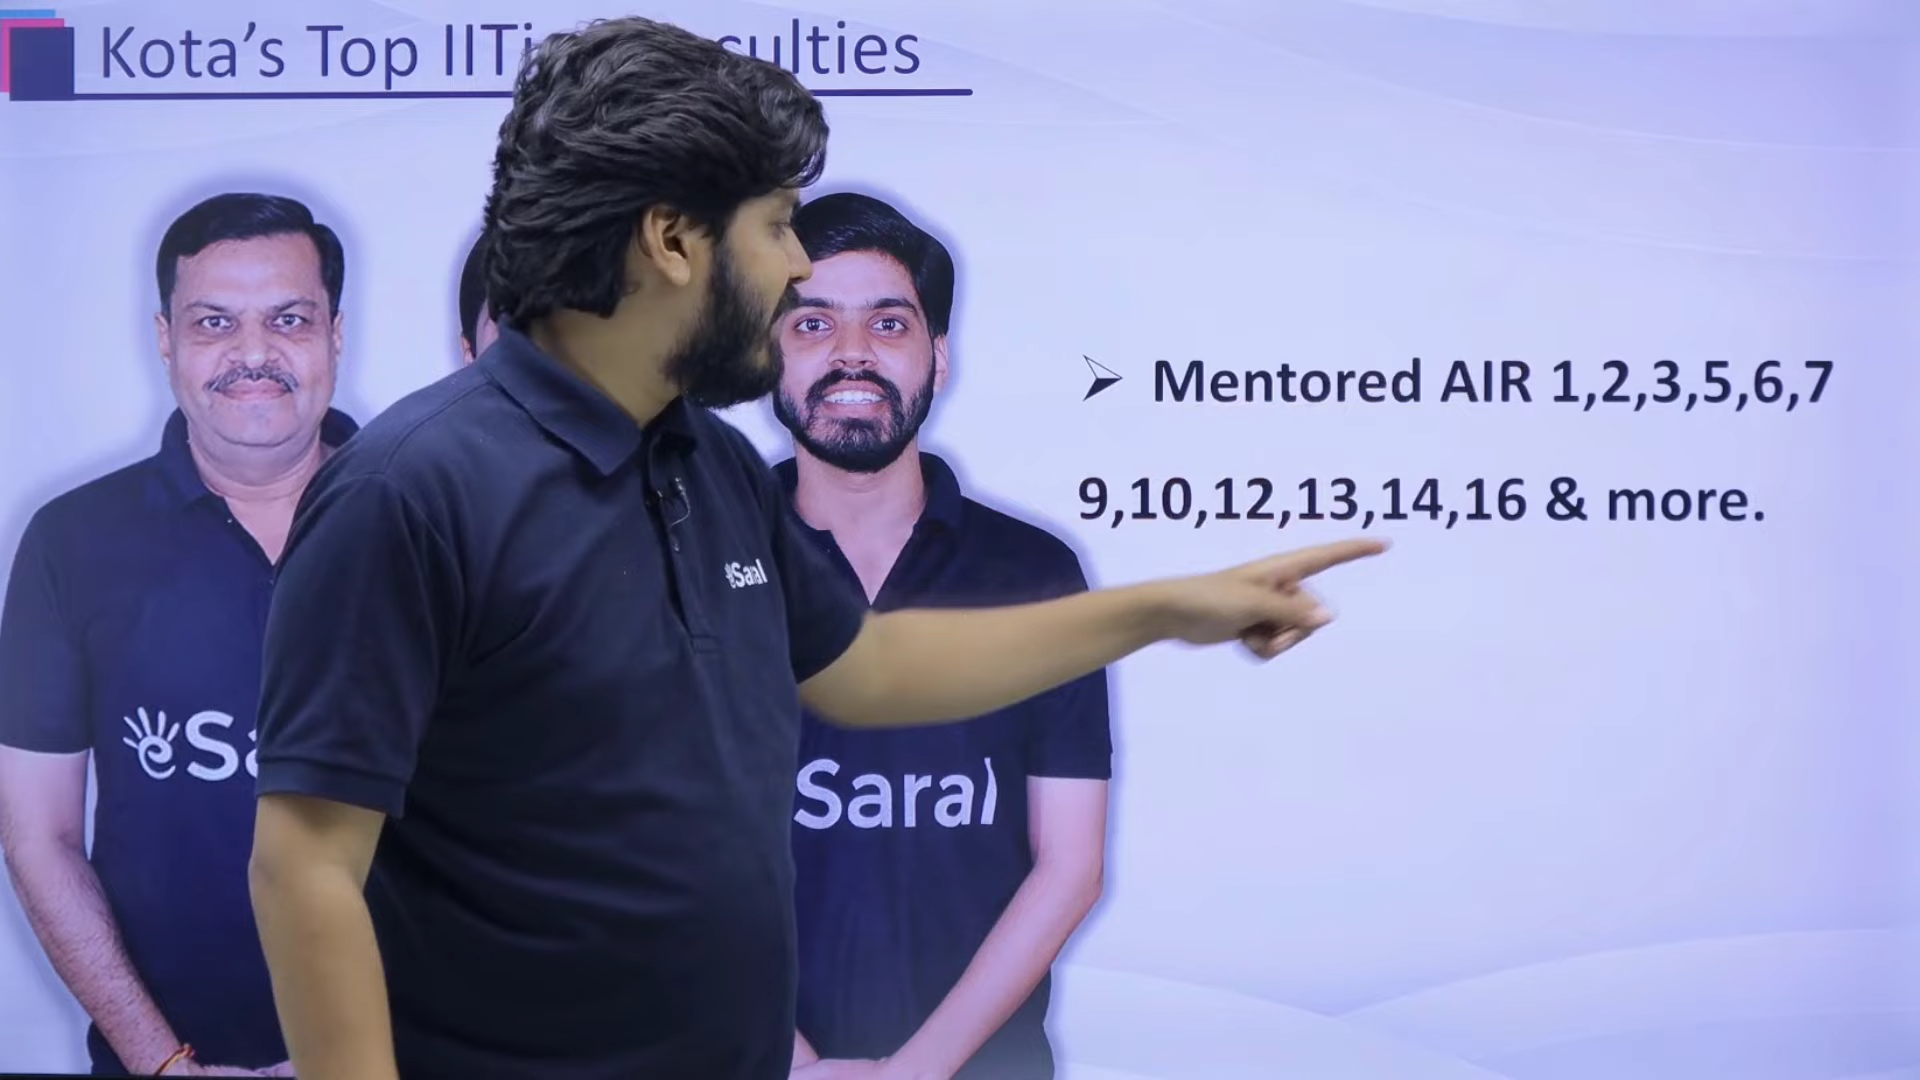 Kota's Top IITi culties
➢ Mentored AIR 1,2,3,5,6,7
9,10,12,13,14,16 & more.
eSaral
eSa
Saral